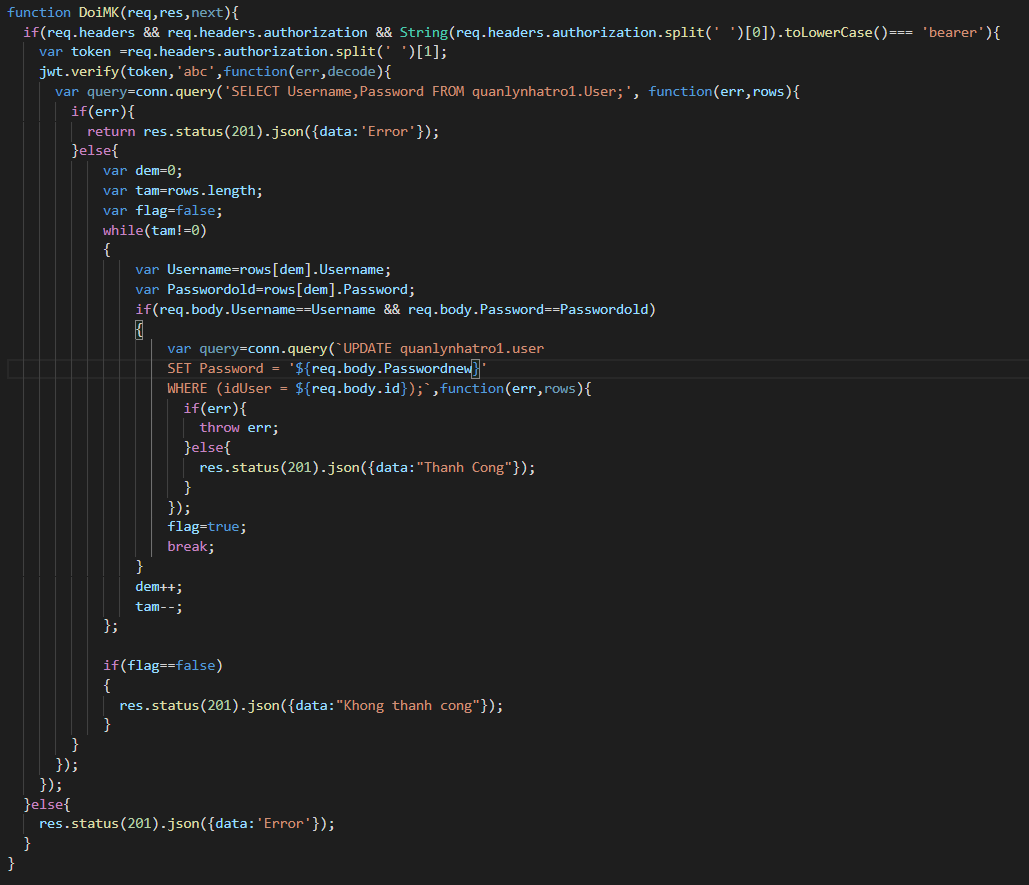 function DoiMK(req,res,next){
  if(req.headers && req.headers.authorization && String(req.headers.authorization.split(' ')[0]).toLowerCase()=== 'bearer'){
    var token =req.headers.authorization.split(' ')[1];
    jwt.verify(token,'abc',function(err,decode){
      var query=conn.query('SELECT Username,Password FROM quanlynhatro1.User;', function(err,rows){
        if(err){
          return res.status(201).json({data:'Error'});
        }else{
            var dem=0;
            var tam=rows.length;
            var flag=false;
            while(tam!=0)
            {
                var Username=rows[dem].Username;
                var Passwordold=rows[dem].Password;
                if(req.body.Username==Username && req.body.Password==Passwordold)
                {
                    var query=conn.query(`UPDATE quanlynhatro1.user
                    SET Password = '${req.body.Passwordnew}'
                    WHERE (idUser = ${req.body.id});`,function(err,rows){
                      if(err){
                        throw err;
                      }else{
                        res.status(201).json({data:"Thanh Cong"});
                      }
                    });
                    flag=true;
                    break;
                }
                dem++;
                tam--;
            };
            if(flag==false)
            {
              res.status(201).json({data:"Khong thanh cong"});
            }
        }
      });
    });
  }else{
    res.status(201).json({data:'Error'});
  }
}